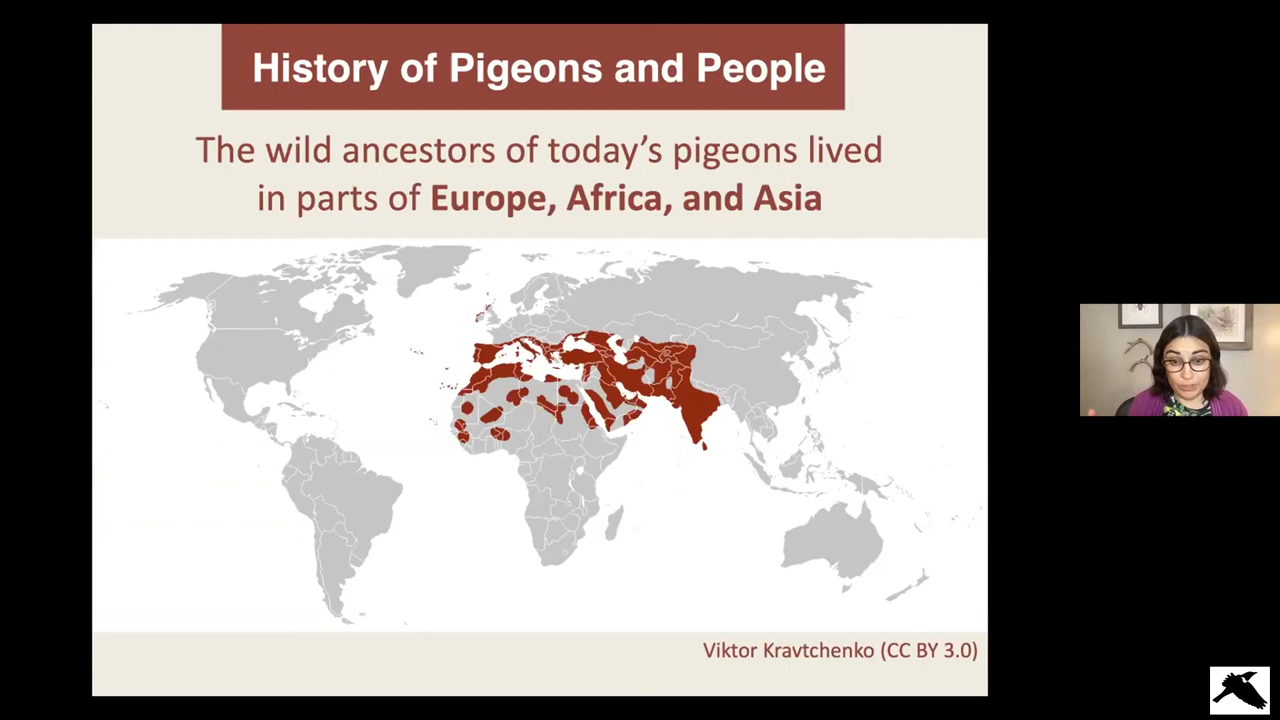 History of Pigeons and People
The wild ancestors of today’s pigeons lived
in parts of Europe, Africa, and Asia
Viktor Kravtchenko (CC BY 3.0)